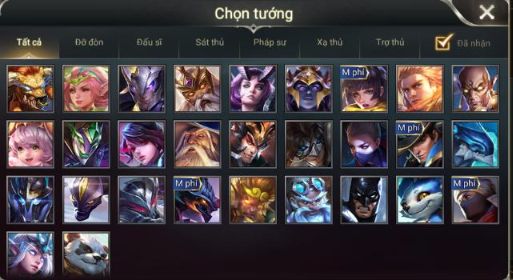 Chọn tướng
Tất cả Đỡ đòn Đấu sĩ Sát thủ Pháp sư Xạ thủ Trợ thủ Đã nhận
M phí
M phí
M phí M phí